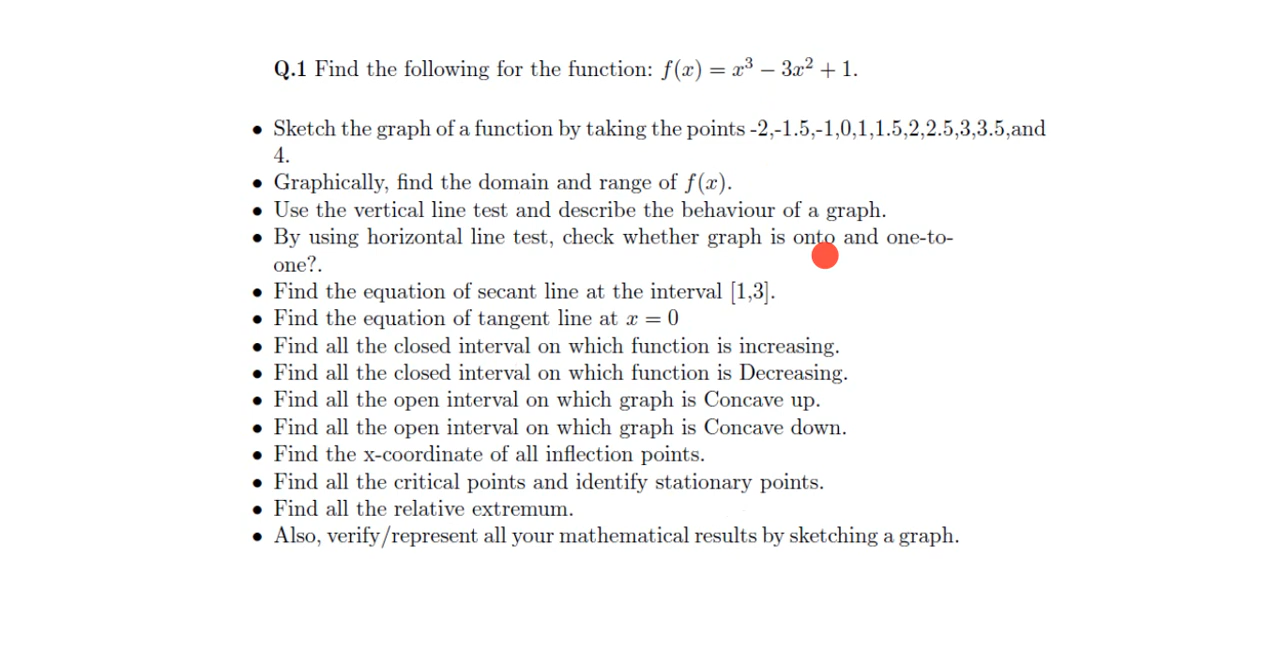 Q.1 Find the following for the function: f(x) = x³ − 3x² + 1.
• Sketch the graph of a function by taking the points -2,-1.5,-1,0,1,1.5,2,2.5,3,3.5,and
4.
• Graphically, find the domain and range of f(x).
• Use the vertical line test and describe the behaviour of a graph.
• By using horizontal line test, check whether graph is onto and one-to-
one?.
• Find the equation of secant line at the interval [1,3].
• Find the equation of tangent line at x = 0
• Find all the closed interval on which function is increasing.
• Find all the closed interval on which function is Decreasing.
• Find all the open interval on which graph is Concave up.
• Find all the open interval on which graph is Concave down.
• Find the x-coordinate of all inflection points.
• Find all the critical points and identify stationary points.
• Find all the relative extremum.
• Also, verify/represent all your mathematical results by sketching a graph.